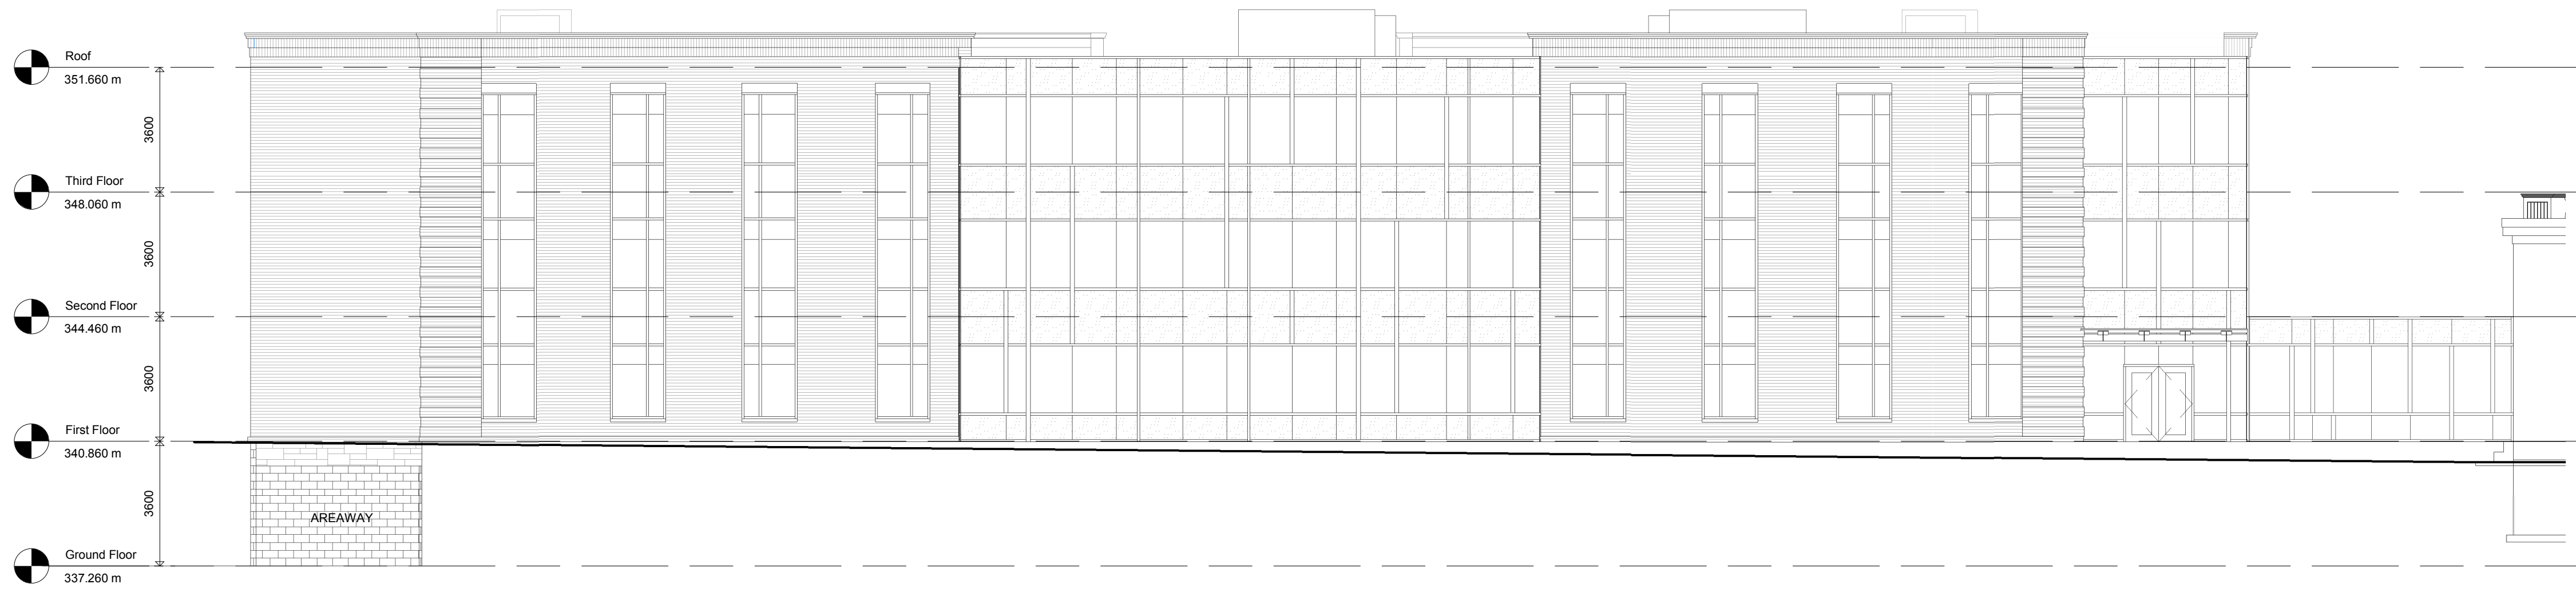 Roof
351.660 m
3600
Third Floor
348.060 m
3600
Second Floor
344.460 m
3600
First Floor
340.860 m
3600
AREAWAY
Ground Floor
337.260 m